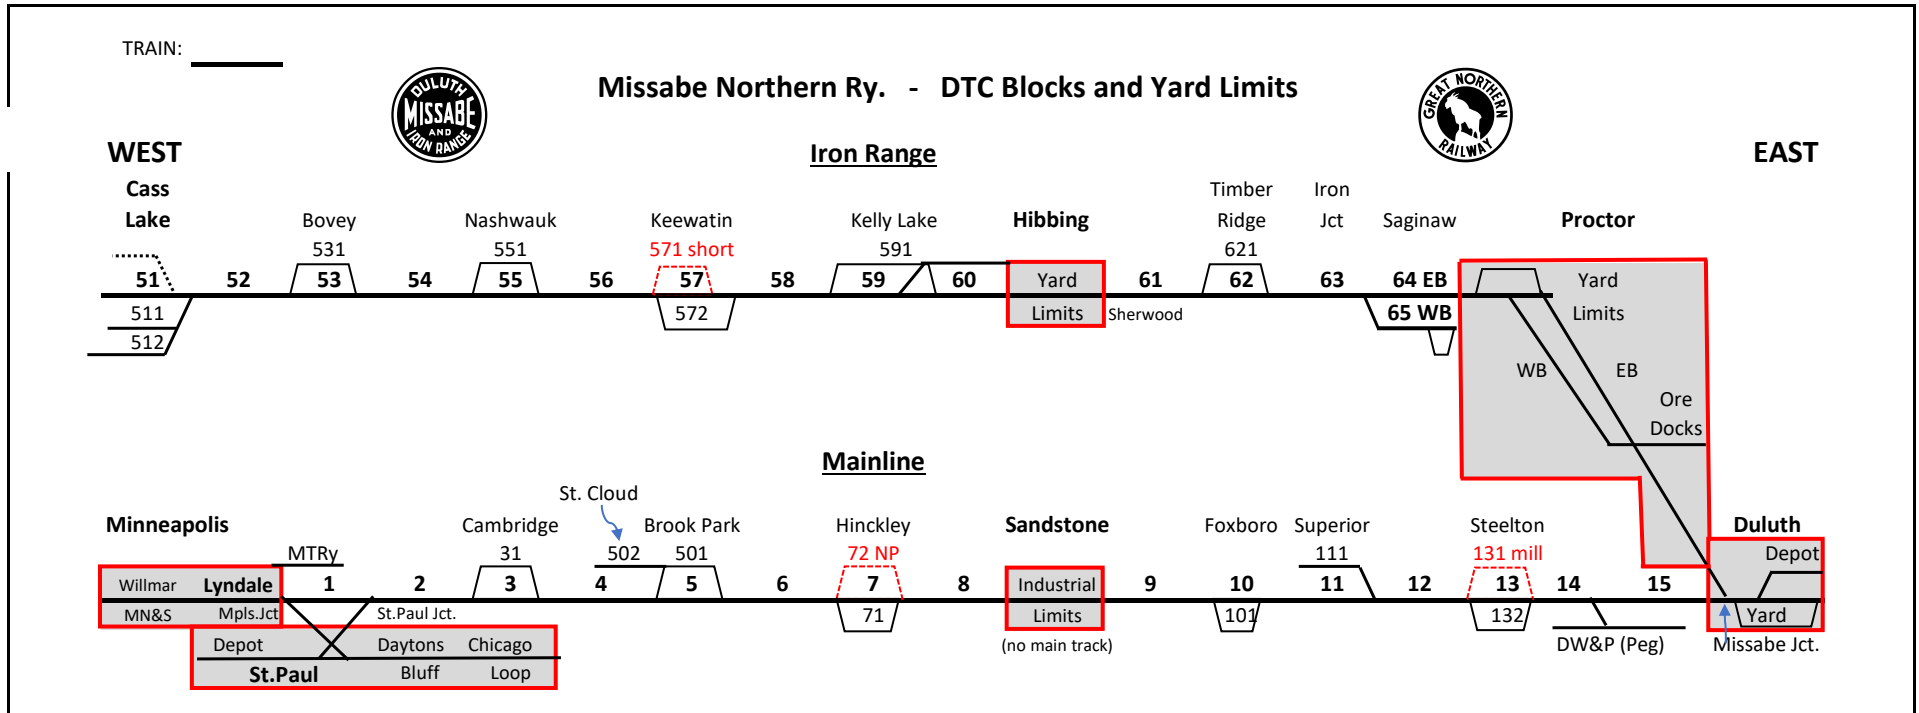 TRAIN:
DULUTH
MISSABE
AND
IRON RANGE
Missabe Northern Ry. - DTC Blocks and Yard Limits
GREAT NORTHERN
RAILWAY
WEST
Iron Range
EAST
Cass
Timber
Iron
Lake
Bovey
Nashwauk
Keewatin
Kelly Lake
Hibbing
Ridge
Jct
Saginaw
Proctor
531
551
571 short
591
621
51 52 53 54 55 56 57 58 59 60 Yard 61 62 63 64 EB Yard
511 572 Limits Sherwood 65 WB Limits
512
WB EB
Ore
Docks
Mainline
St. Cloud
Minneapolis Cambridge Brook Park Hinckley Sandstone Foxboro Superior Steelton Duluth
MTRy 31 502 501 72 NP 111 131 mill Depot
Willmar Lyndale 1 2 3 4 5 6 7 8 Industrial 9 10 11 12 13 14 15
MN&S Mpls.Jct St.Paul Jct. 71 Limits 101 132 Yard
Depot Daytons Chicago (no main track) DW&P (Peg) Missabe Jct.
St.Paul Bluff Loop